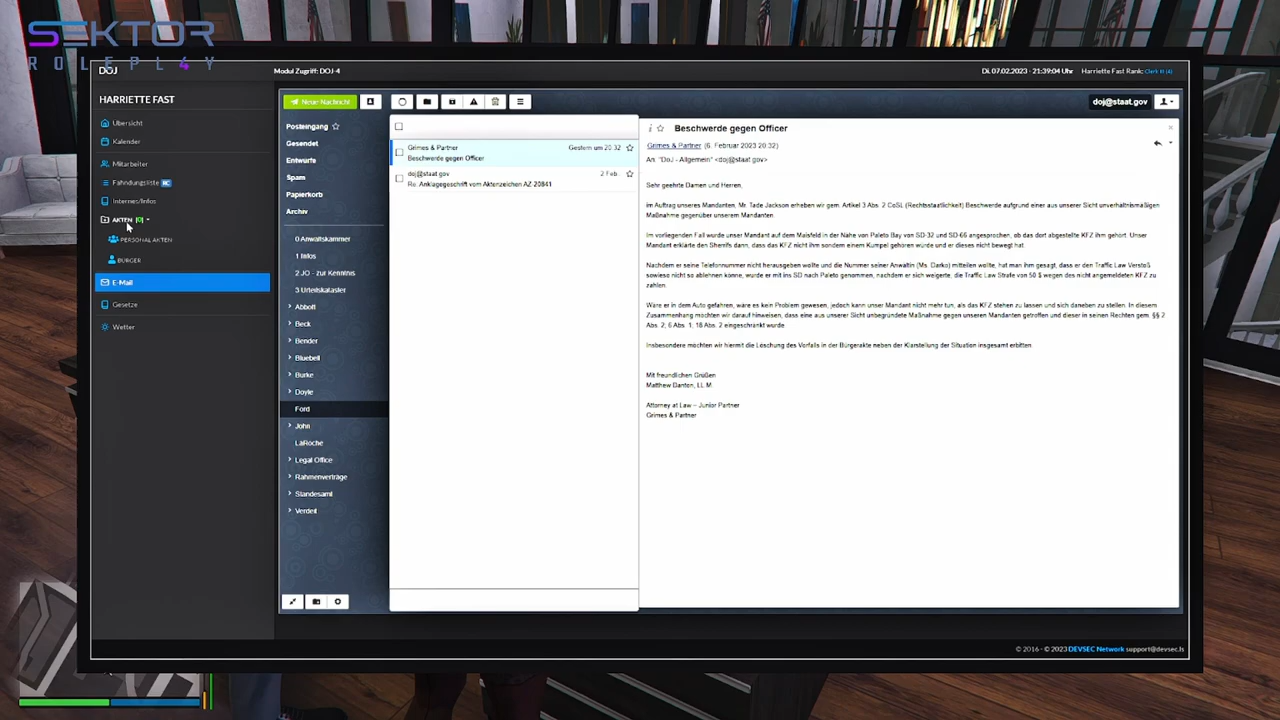 SEKTOR
ROLEPL4Y
DOJ
Modul Zugriff: DOJ-4
Di. 07.02.2023 - 21:39:04 Uhr
Harriette Fast Rank: Clerk III (4)
HARRIETTE FAST
Übersicht
Kalender
Mitarbeiter
Fahndungsliste
Internes/Infos
AKTEN
PERSONAL AKTEN
BÜRGER
E-Mail
Gesetze
Wetter
Neue Nachricht
doj@staat.gov
Posteingang
Gesendet
Entwürfe
Spam
Papierkorb
Archiv
0 Anwaltskammer
1 Infos
2 JO - zur Kenntnis
3 Urteilskataster
Abbott
Beck
Bender
Bluebell
Burke
Doyle
Ford
John
LaRoche
Legal Office
Rahmenverträge
Standesamt
Verdeil
Grimes & Partner
Gestern um 20:32
Beschwerde gegen Officer
doj@staat.gov
2 Feb.
Re: Anklageschrift vom Aktenzeichen AZ-20841
Beschwerde gegen Officer
Grimes & Partner (6. Februar 2023 20:32)
An: "DoJ - Allgemein" <doj@staat.gov>
Sehr geehrte Damen und Herren,
im Auftrag unseres Mandanten, Mr. Tade Jackson erheben wir gem. Artikel 3 Abs. 2 CoSL (Rechtsstaatlichkeit) Beschwerde aufgrund einer aus unserer Sicht unverhältnismäßigen
Maßnahme gegenüber unserem Mandanten.
Im vorliegenden Fall wurde unser Mandant auf dem Maisfeld in der Nähe von Paleto Bay von SD-32 und SD-66 angesprochen, ob das dort abgestellte KFZ ihm gehört. Unser
Mandant erklärte den Sherrifs dann, dass das KFZ nicht ihm sondern einem Kumpel gehören würde und er dieses nicht bewegt hat.
Nachdem er seine Telefonnummer nicht herausgeben wollte und die Nummer seiner Anwältin (Ms. Darko) mitteilen wollte, hat man ihm gesagt, dass er den Traffic Law Verstoß
sowieso nicht so ablehnen könne, wurde er mit ins SD nach Paleto genommen, nachdem er sich weigerte, die Traffic Law Strafe von 50 $ wegen des nicht angemeldeten KFZ zu
zahlen.
Wäre er in dem Auto gefahren, wäre es kein Problem gewesen, jedoch kann unser Mandant nicht mehr tun, als das KFZ stehen zu lassen und sich daneben zu stellen. In diesem
Zusammenhang möchten wir darauf hinweisen, dass eine aus unserer Sicht unbegründete Maßnahme gegen unseren Mandanten getroffen und dieser in seinen Rechten gem. §§ 2
Abs. 2; 6 Abs. 1; 18 Abs. 2 eingeschränkt wurde.
Insbesondere möchten wir hiermit die Löschung des Vorfalls in der Bürgerakte neben der Klarstellung der Situation insgesamt erbitten.
Mit freundlichen Grüßen
Matthew Danton, LL.M.
Attorney at Law – Junior Partner
Grimes & Partner
© 2016 - © 2023 DEVSEC Network support@devsec.ls